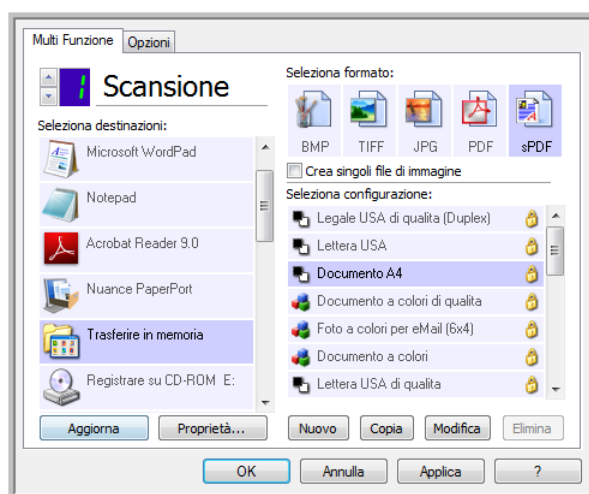 Multi Funzione
Opzioni
1
Scansione
Seleziona destinazioni:
Microsoft WordPad
Notepad
Acrobat Reader 9.0
Nuance PaperPort
Trasferire in memoria
Registrare su CD-ROM E:
Aggiorna
Proprietà...
Seleziona formato:
BMP
TIFF
JPG
PDF
sPDF
Crea singoli file di immagine
Seleziona configurazione:
Legale USA di qualita (Duplex)
Lettera USA
Documento A4
Documento a colori di qualita
Foto a colori per eMail (6x4)
Documento a colori
Lettera USA di qualita
Nuovo
Copia
Modifica
Elimina
OK
Annulla
Applica
?